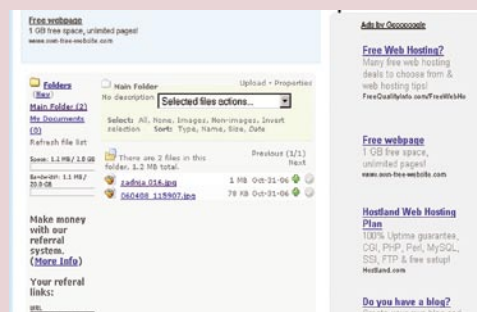 Free webpage
1 GB free space, unlimited pages!
www.own-free-website.com
Folders
(New)
Main Folder (2)
My Documents
(0)
Refresh file list
Space: 1.1 MB/ 1.0 GB
Bandwidth: 1.1 MB/
20.0 GB
Make money
with our
referral
system.
(More Info)
Your referal
links:
URL
Main Folder
Upload • Properties
No description
Selected files actions...
Select: All, None, Images, Non-images, Invert
selection Sort: Type, Name, Size, Date
There are 2 files in this
folder, 1.2 MB total.
Previous (1/1)
Next
zadnja 016.jpg 1 MB Oct-31-06
060408_115907.jpg 78 KB Oct-31-06
Ads by Goooooogle
Free Web Hosting?
Many free web hosting
deals to choose from &
web hosting tips!
FreeQualityInfo.com/FreeWebHo
Free webpage
1 GB free space,
unlimited pages!
www.own-free-website.com
Hostland Web Hosting
Plan
100% Uptime guarantee,
CGI, PHP, Perl, MySQL,
SSI, FTP & free setup!
Hostland.com
Do you have a blog?